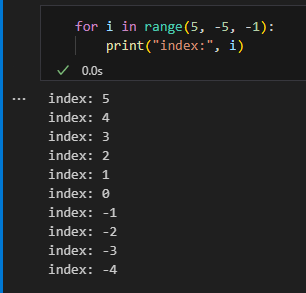 for i in range(5, -5, -1):
    print("index:", i)
0.0s
index: 5
index: 4
index: 3
index: 2
index: 1
index: 0
index: -1
index: -2
index: -3
index: -4